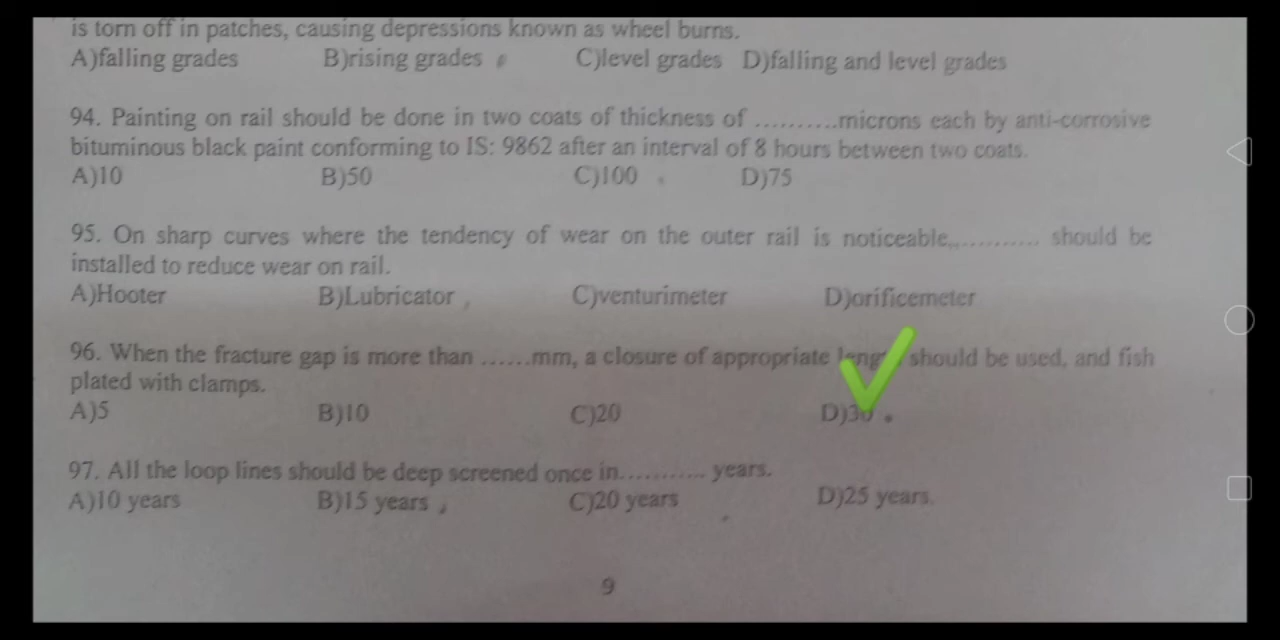 is torn off in patches, causing depressions known as wheel burns.
A)falling grades B)rising grades C)level grades D)falling and level grades
94. Painting on rail should be done in two coats of thickness of ..........microns each by anti-corrosive
bituminous black paint conforming to IS: 9862 after an interval of 8 hours between two coats.
A)10 B)50 C)100 D)75
95. On sharp curves where the tendency of wear on the outer rail is noticeable,........... should be
installed to reduce wear on rail.
A)Hooter B)Lubricator C)venturimeter D)orificemeter
96. When the fracture gap is more than ......mm, a closure of appropriate length should be used, and fish
plated with clamps.
A)5 B)10 C)20 D)30
97. All the loop lines should be deep screened once in........... years.
A)10 years B)15 years C)20 years D)25 years.
9